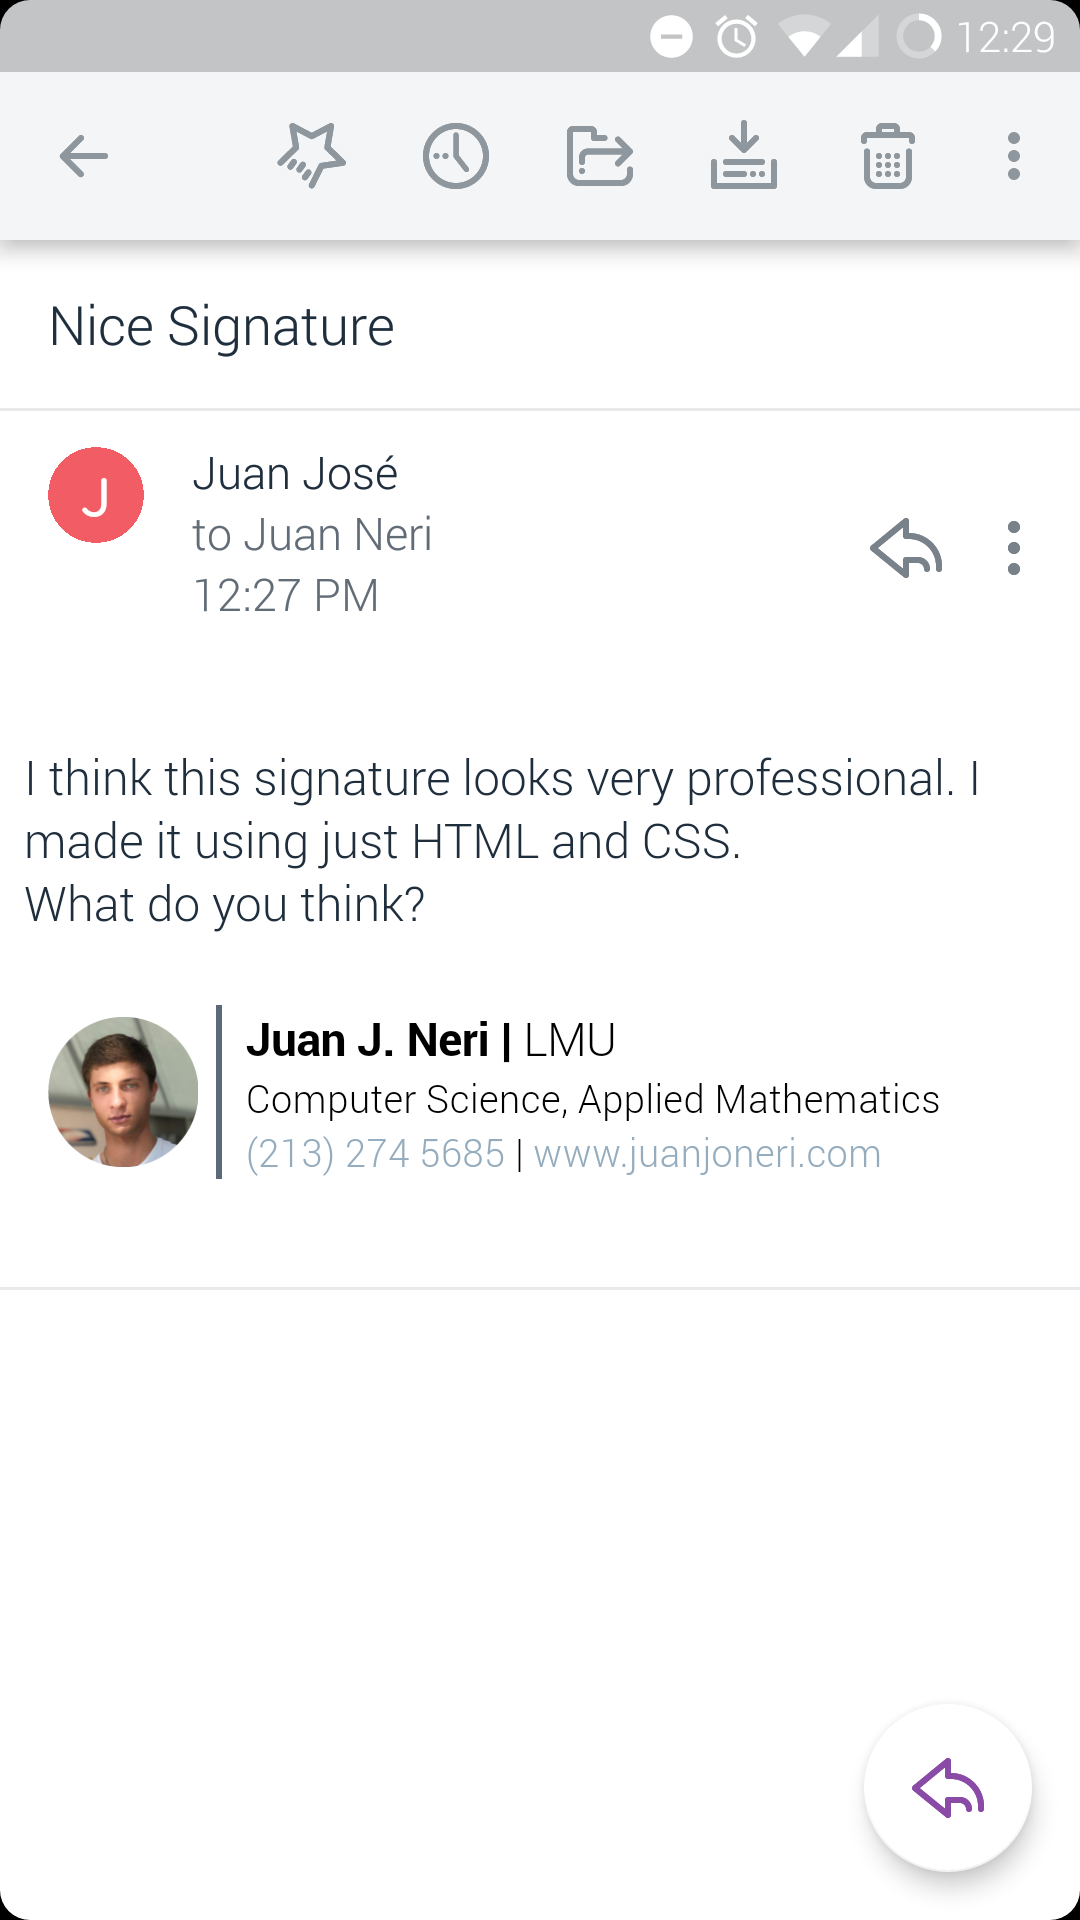 12:29
Nice Signature
J
Juan José
to Juan Neri
12:27 PM
I think this signature looks very professional. I
made it using just HTML and CSS.
What do you think?
Juan J. Neri | LMU
Computer Science, Applied Mathematics
(213) 274 5685 | www.juanjoneri.com